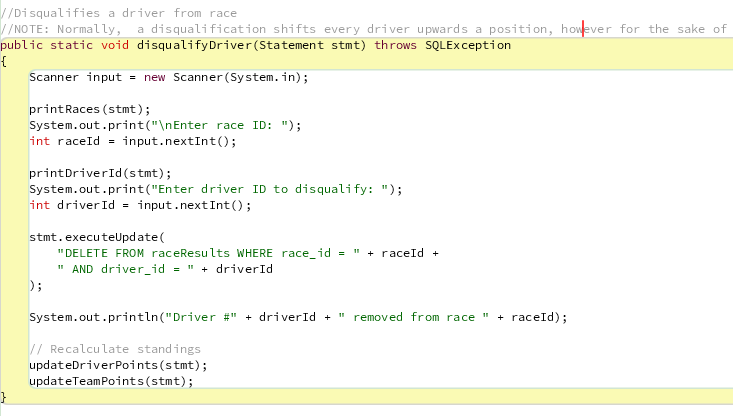 //Disqualifies a driver from race
//NOTE: Normally,  a disqualification shifts every driver upwards a position, however for the sake of
public static void disqualifyDriver(Statement stmt) throws SQLException
{
    Scanner input = new Scanner(System.in);

    printRaces(stmt);
    System.out.print("\nEnter race ID: ");
    int raceId = input.nextInt();

    printDriverId(stmt);
    System.out.print("Enter driver ID to disqualify: ");
    int driverId = input.nextInt();

    stmt.executeUpdate(
        "DELETE FROM raceResults WHERE race_id = " + raceId +
        " AND driver_id = " + driverId
    );

    System.out.println("Driver #" + driverId + " removed from race " + raceId);

    // Recalculate standings
    updateDriverPoints(stmt);
    updateTeamPoints(stmt);
}